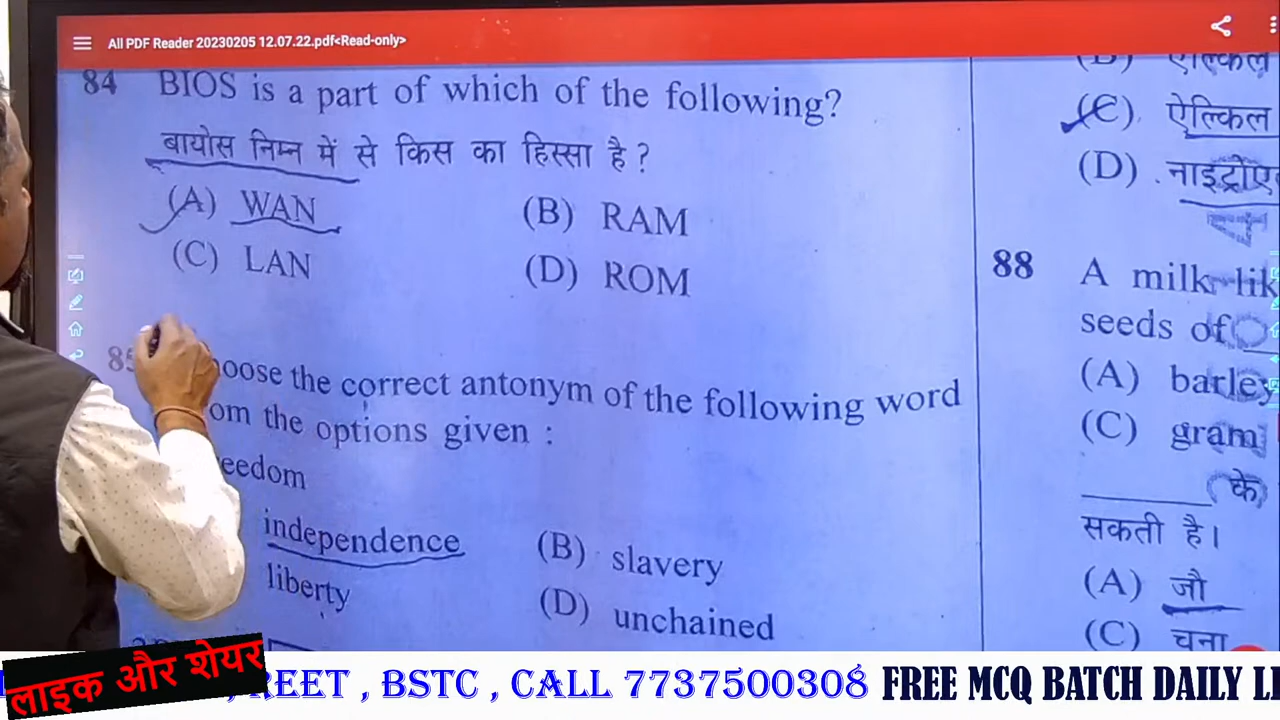 All PDF Reader 20230205 12.07.22.pdf<Read-only>
84 BIOS is a part of which of the following?
बायोस निम्न में से किस का हिस्सा है ?
(A) WAN (B) RAM
(C) LAN (D) ROM
85 oose the correct antonym of the following word
om the options given :
eedom
independence (B) slavery
liberty (D) unchained
(C) ऐल्किल
(D) नाइट्रोए
88 A milk-lik
seeds of
(A) barley
(C) gram
के
सकती है।
(A) जौ
(C) चना
लाइक और शेयर
, REET , BSTC , CALL 7737500308 FREE MCQ BATCH DAILY LI